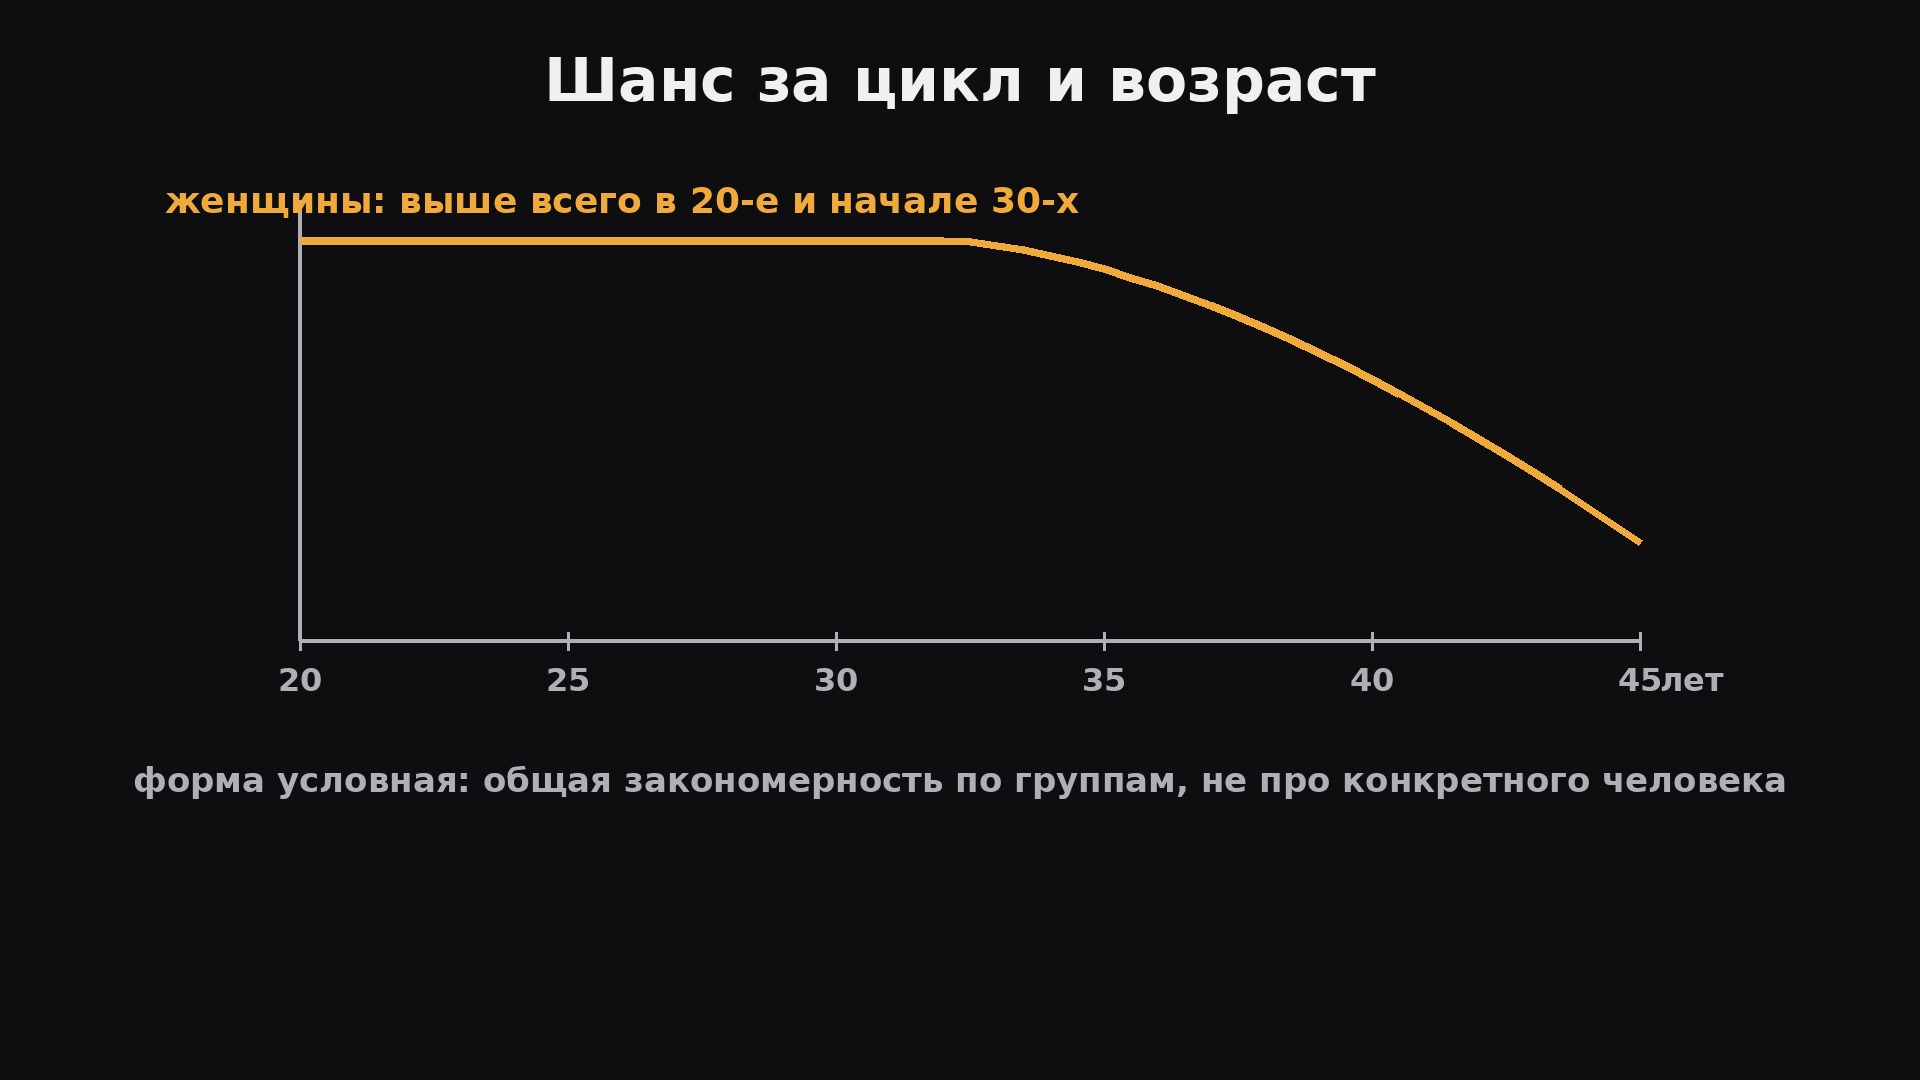 Шанс за цикл и возраст
женщины: выше всего в 20-е и начале 30-х
20 25 30 35 40 45лет
форма условная: общая закономерность по группам, не про конкретного человека